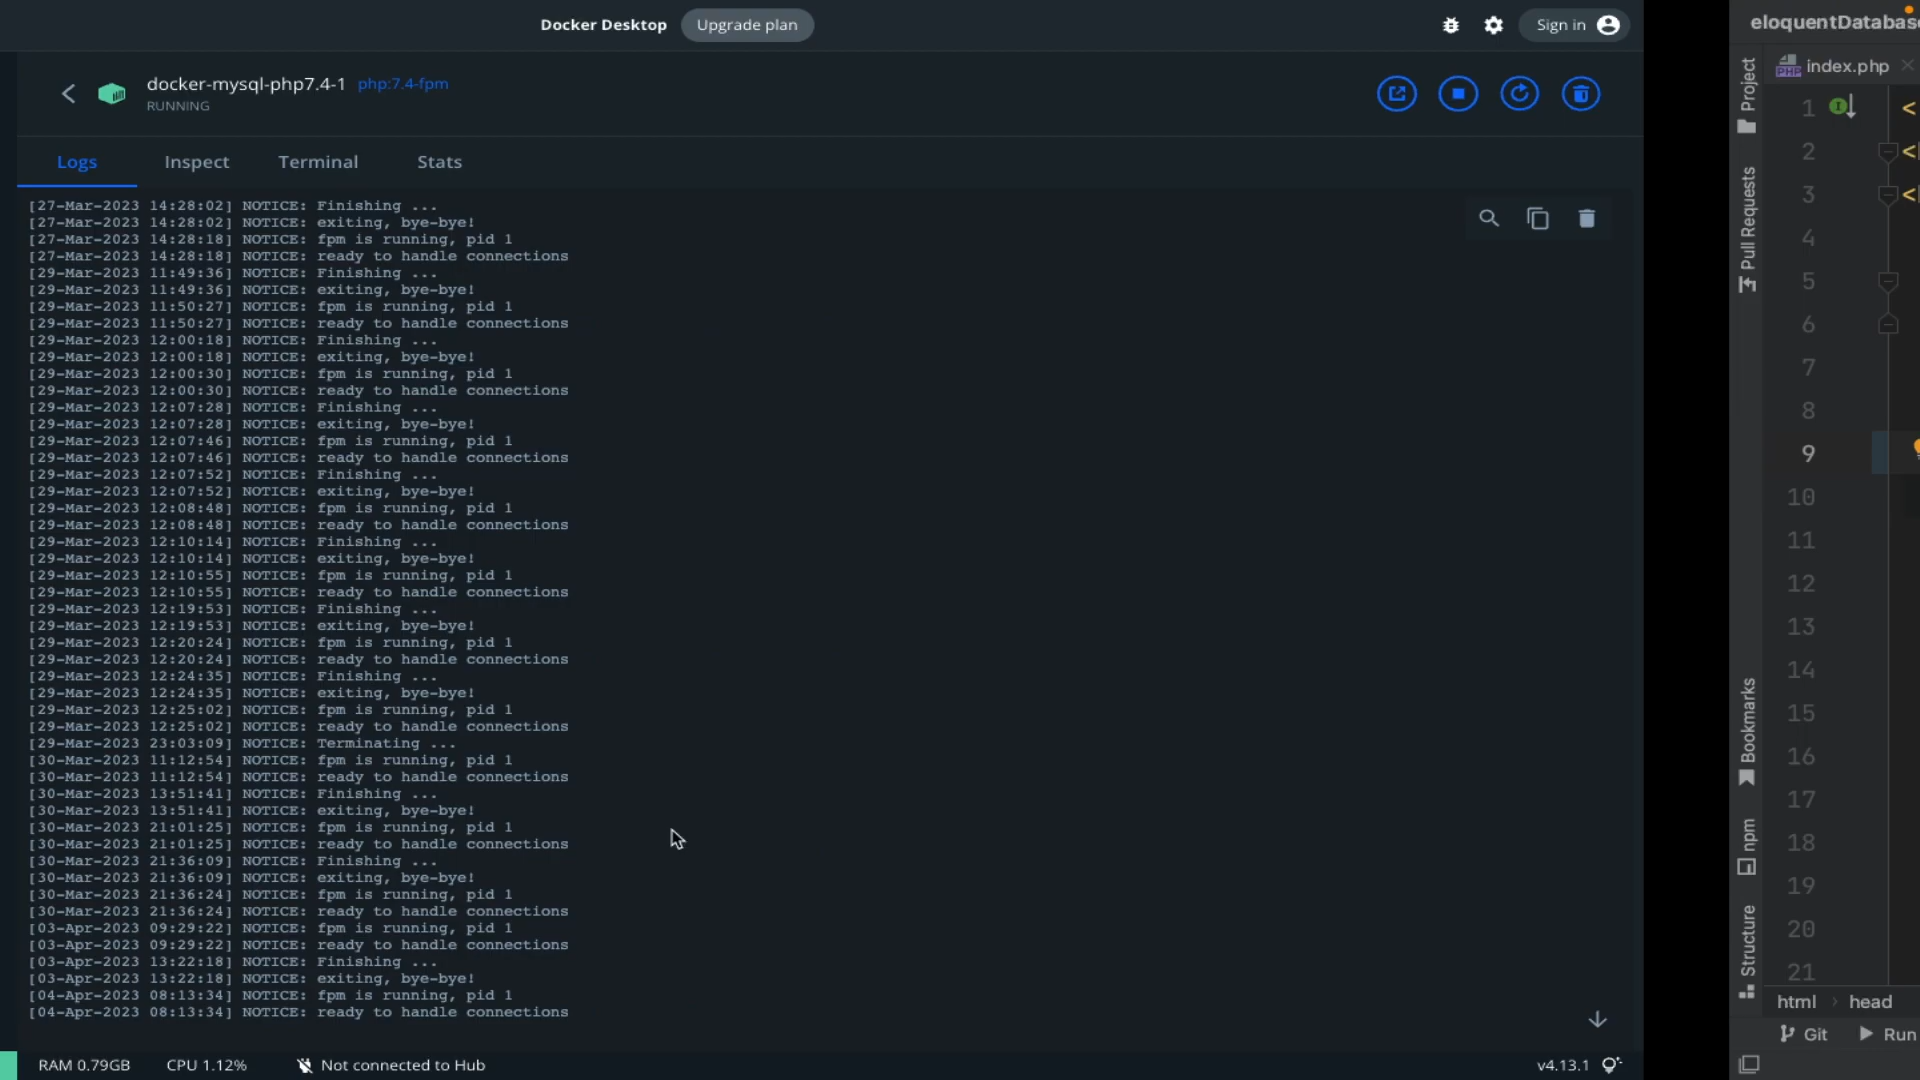 Docker Desktop Upgrade plan Sign in
docker-mysql-php7.4-1 php:7.4-fpm
RUNNING
Logs Inspect Terminal Stats
[27-Mar-2023 14:28:02] NOTICE: Finishing ...
[27-Mar-2023 14:28:02] NOTICE: exiting, bye-bye!
[27-Mar-2023 14:28:18] NOTICE: fpm is running, pid 1
[27-Mar-2023 14:28:18] NOTICE: ready to handle connections
[29-Mar-2023 11:49:36] NOTICE: Finishing ...
[29-Mar-2023 11:49:36] NOTICE: exiting, bye-bye!
[29-Mar-2023 11:50:27] NOTICE: fpm is running, pid 1
[29-Mar-2023 11:50:27] NOTICE: ready to handle connections
[29-Mar-2023 12:00:18] NOTICE: Finishing ...
[29-Mar-2023 12:00:18] NOTICE: exiting, bye-bye!
[29-Mar-2023 12:00:30] NOTICE: fpm is running, pid 1
[29-Mar-2023 12:00:30] NOTICE: ready to handle connections
[29-Mar-2023 12:07:28] NOTICE: Finishing ...
[29-Mar-2023 12:07:28] NOTICE: exiting, bye-bye!
[29-Mar-2023 12:07:46] NOTICE: fpm is running, pid 1
[29-Mar-2023 12:07:46] NOTICE: ready to handle connections
[29-Mar-2023 12:07:52] NOTICE: Finishing ...
[29-Mar-2023 12:07:52] NOTICE: exiting, bye-bye!
[29-Mar-2023 12:08:48] NOTICE: fpm is running, pid 1
[29-Mar-2023 12:08:48] NOTICE: ready to handle connections
[29-Mar-2023 12:10:14] NOTICE: Finishing ...
[29-Mar-2023 12:10:14] NOTICE: exiting, bye-bye!
[29-Mar-2023 12:10:55] NOTICE: fpm is running, pid 1
[29-Mar-2023 12:10:55] NOTICE: ready to handle connections
[29-Mar-2023 12:19:53] NOTICE: Finishing ...
[29-Mar-2023 12:19:53] NOTICE: exiting, bye-bye!
[29-Mar-2023 12:20:24] NOTICE: fpm is running, pid 1
[29-Mar-2023 12:20:24] NOTICE: ready to handle connections
[29-Mar-2023 12:24:35] NOTICE: Finishing ...
[29-Mar-2023 12:24:35] NOTICE: exiting, bye-bye!
[29-Mar-2023 12:25:02] NOTICE: fpm is running, pid 1
[29-Mar-2023 12:25:02] NOTICE: ready to handle connections
[29-Mar-2023 23:03:09] NOTICE: Terminating ...
[30-Mar-2023 11:12:54] NOTICE: fpm is running, pid 1
[30-Mar-2023 11:12:54] NOTICE: ready to handle connections
[30-Mar-2023 13:51:41] NOTICE: Finishing ...
[30-Mar-2023 13:51:41] NOTICE: exiting, bye-bye!
[30-Mar-2023 21:01:25] NOTICE: fpm is running, pid 1
[30-Mar-2023 21:01:25] NOTICE: ready to handle connections
[30-Mar-2023 21:36:09] NOTICE: Finishing ...
[30-Mar-2023 21:36:09] NOTICE: exiting, bye-bye!
[30-Mar-2023 21:36:24] NOTICE: fpm is running, pid 1
[30-Mar-2023 21:36:24] NOTICE: ready to handle connections
[03-Apr-2023 09:29:22] NOTICE: fpm is running, pid 1
[03-Apr-2023 09:29:22] NOTICE: ready to handle connections
[03-Apr-2023 13:22:18] NOTICE: Finishing ...
[03-Apr-2023 13:22:18] NOTICE: exiting, bye-bye!
[04-Apr-2023 08:13:34] NOTICE: fpm is running, pid 1
[04-Apr-2023 08:13:34] NOTICE: ready to handle connections
RAM 0.79GB CPU 1.12% Not connected to Hub v4.13.1
eloquentDatabas
index.php
Project
Pull Requests
Bookmarks
npm
Structure
1 <
2 <
3 <
4
5
6
7
8
9
10
11
12
13
14
15
16
17
18
19
20
21
html head
Git Run